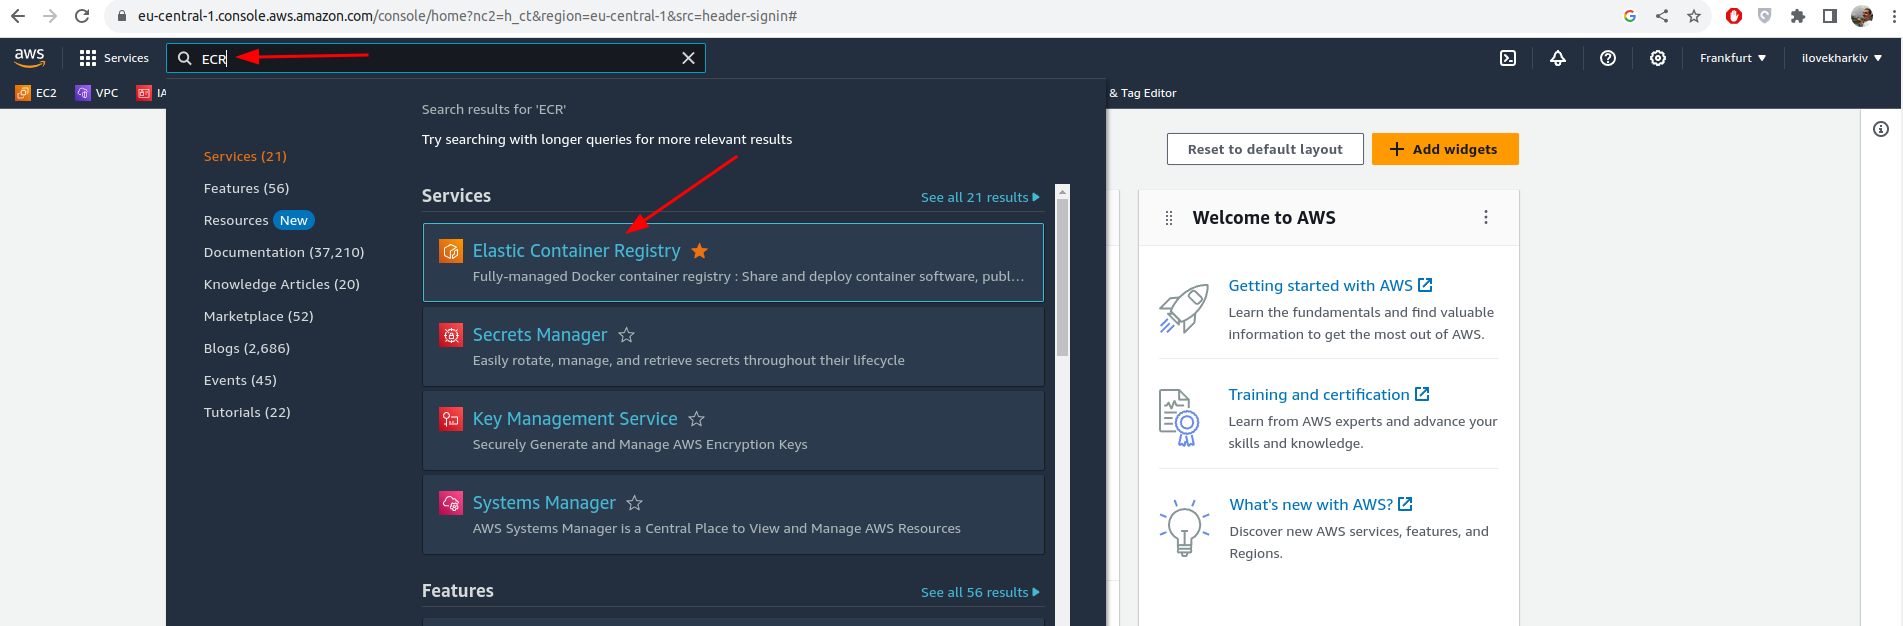 eu-central-1.console.aws.amazon.com/console/home?nc2=h_ct&region=eu-central-1&src=header-signin#
aws
Services
ECR
Frankfurt
ilovekharkiv
EC2
VPC
IA
& Tag Editor
Search results for 'ECR'
Try searching with longer queries for more relevant results
Services (21)
Features (56)
Resources New
Documentation (37,210)
Knowledge Articles (20)
Marketplace (52)
Blogs (2,686)
Events (45)
Tutorials (22)
Services
See all 21 results
Elastic Container Registry
Fully-managed Docker container registry : Share and deploy container software, publ...
Secrets Manager
Easily rotate, manage, and retrieve secrets throughout their lifecycle
Key Management Service
Securely Generate and Manage AWS Encryption Keys
Systems Manager
AWS Systems Manager is a Central Place to View and Manage AWS Resources
Features
See all 56 results
Reset to default layout
Add widgets
Welcome to AWS
Getting started with AWS
Learn the fundamentals and find valuable
information to get the most out of AWS.
Training and certification
Learn from AWS experts and advance your
skills and knowledge.
What's new with AWS?
Discover new AWS services, features, and
Regions.